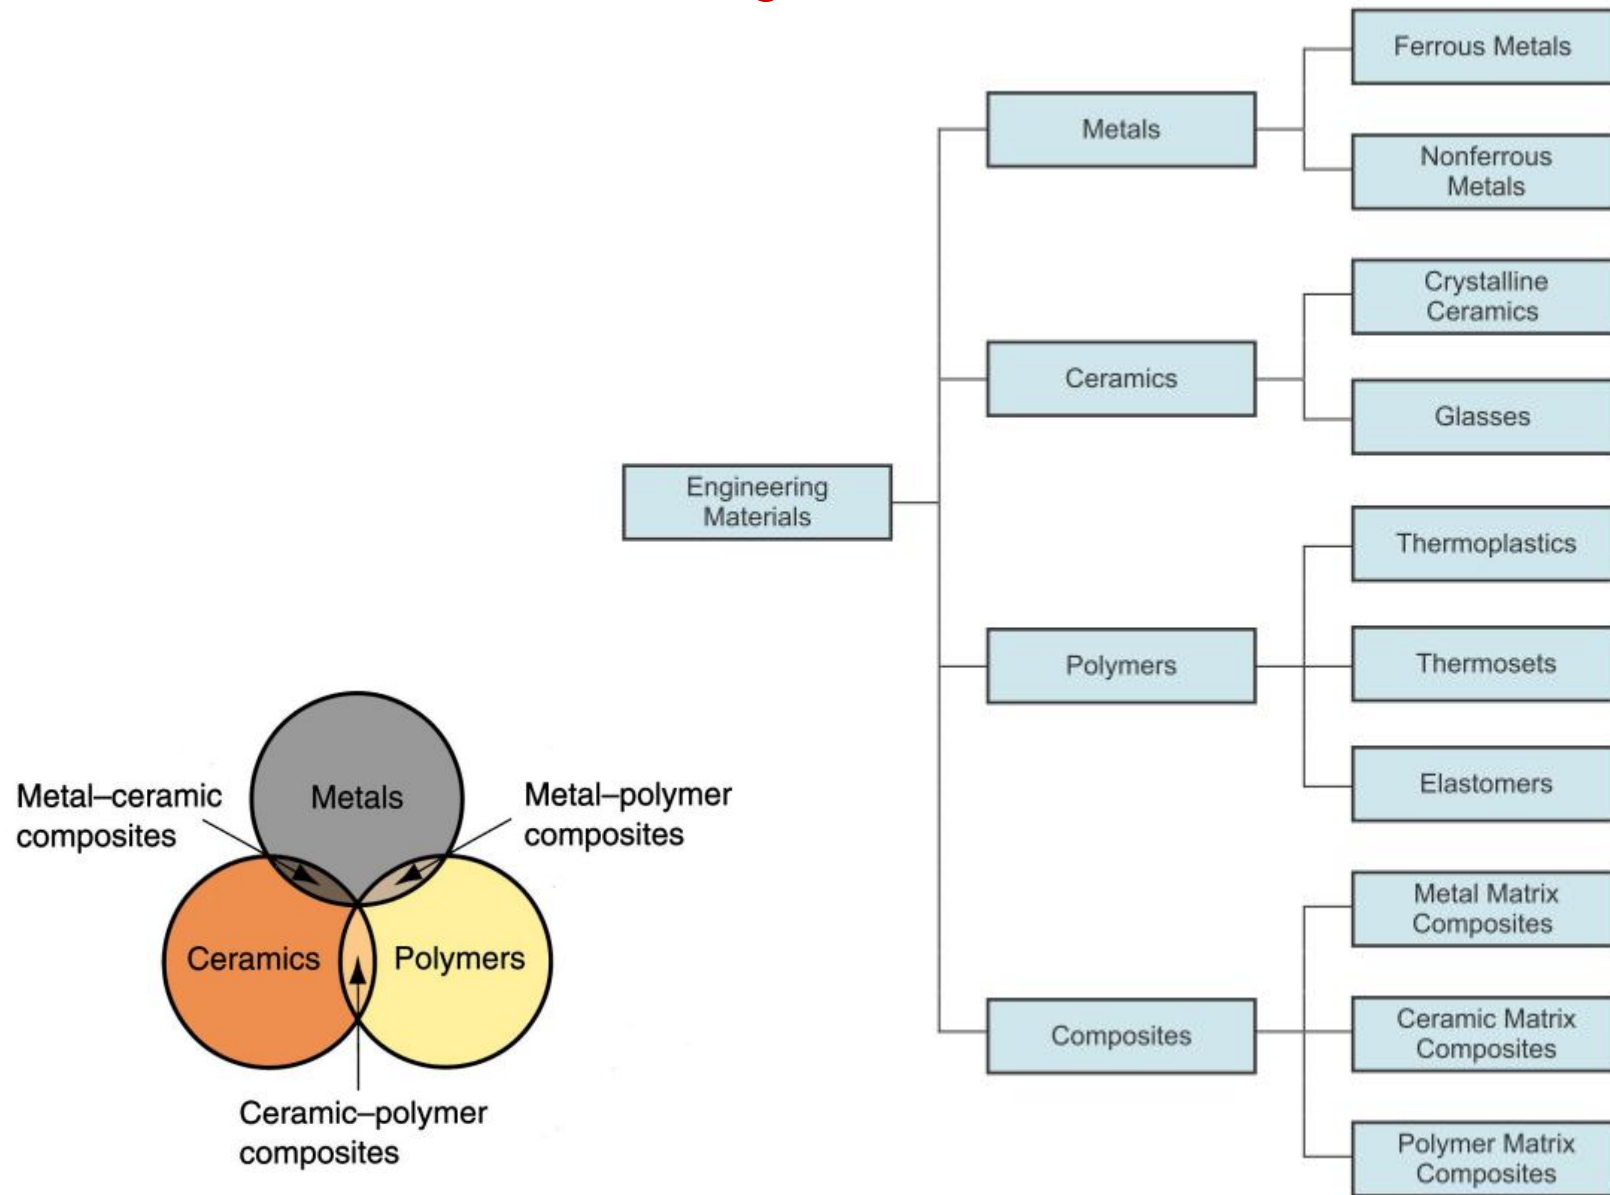 Ferrous Metals
Metals
Nonferrous
Metals
Crystalline
Ceramics
Ceramics
Glasses
Engineering
Materials
Thermoplastics
Polymers
Thermosets
Elastomers
Metal Matrix
Composites
Composites
Ceramic Matrix
Composites
Polymer Matrix
Composites
Metal–ceramic
composites
Metals
Metal–polymer
composites
Ceramics
Polymers
Ceramic–polymer
composites